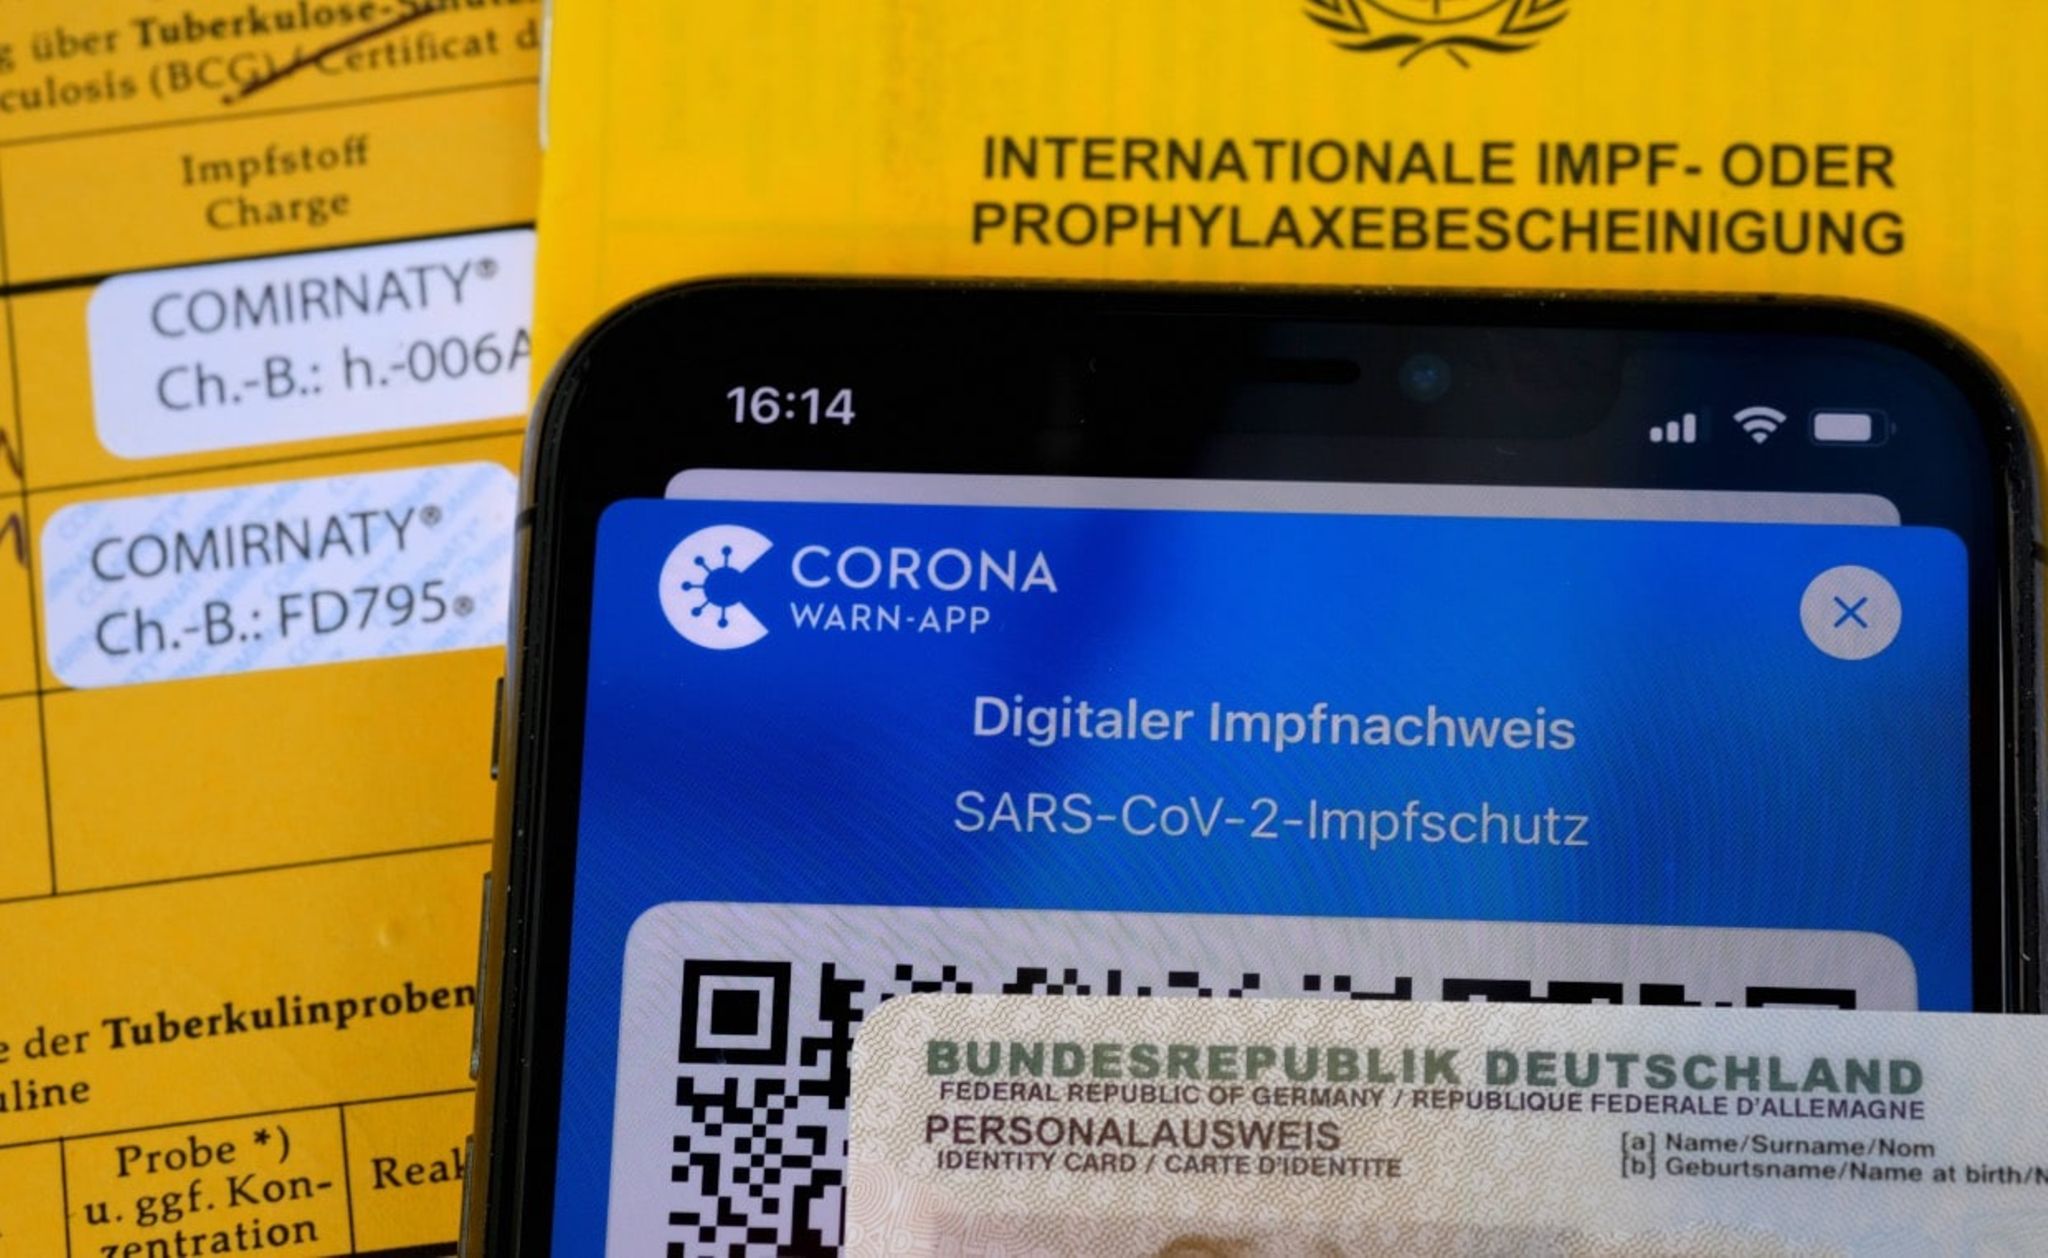 g über Tuberkulose-Schutz
culosis (BCG) / Certificat d
Impfstoff
Charge
COMIRNATY®
Ch.-B.: h.-006A
COMIRNATY®
Ch.-B.: FD795®
e der Tuberkulinproben
uline
Probe *)
u. ggf. Kon-
zentration
Reak
INTERNATIONALE IMPF- ODER
PROPHYLAXEBESCHEINIGUNG
16:14
CORONA
WARN-APP
Digitaler Impfnachweis
SARS-CoV-2-Impfschutz
BUNDESREPUBLIK DEUTSCHLAND
FEDERAL REPUBLIC OF GERMANY / REPUBLIQUE FEDERALE D'ALLEMAGNE
PERSONALAUSWEIS
IDENTITY CARD / CARTE D'IDENTITE
[a] Name/Surname/Nom
[b] Geburtsname/Name at birth/N